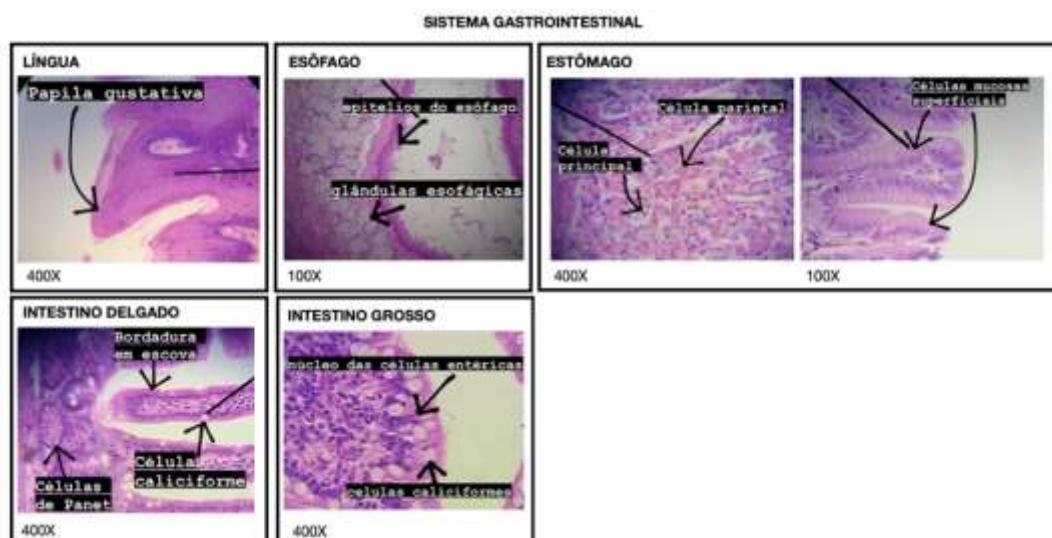 SISTEMA GASTROINTESTINAL
LÍNGUA
Papila gustativa
400X
ESÔFAGO
epitelios do esôfago
glândulas esofágicas
100X
ESTÔMAGO
Célula parietal
Célula
principal
400X
Células mucosas
superficiais
100X
INTESTINO DELGADO
Bordadura
em escova
Células
caliciforme
Células
de Panet
400X
INTESTINO GROSSO
núcleo das células entéricas
celulas caliciformes
400X